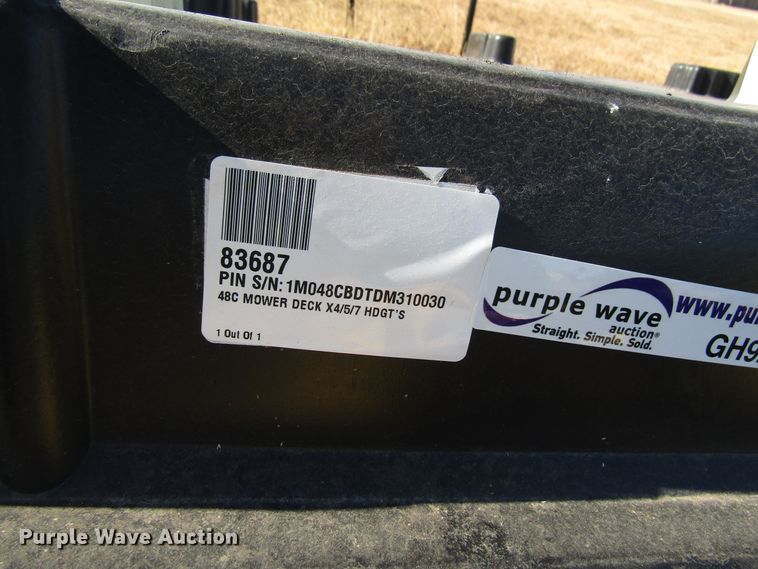 83687
PIN S/N: 1M048CBDTDM310030
48C MOWER DECK X4/5/7 HDGT'S
1 Out Of 1
purple wave
auction®
Straight. Simple. Sold.
www.pu
GH9
Purple Wave Auction